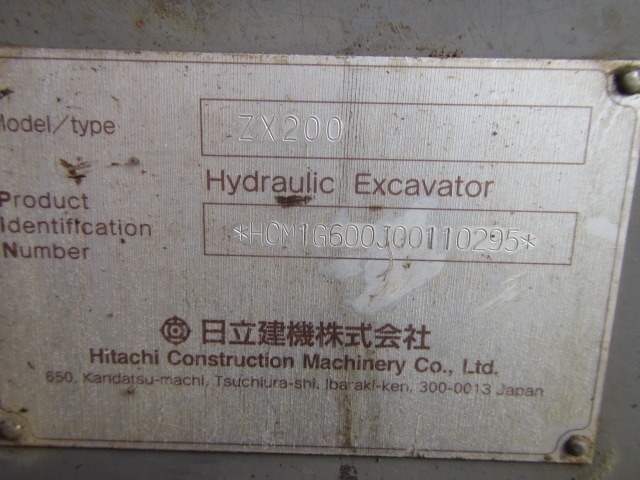 Model/type ZX200
Hydraulic Excavator
Product
Identification
Number
*HCM1G600J00110295*
日立建機株式会社
Hitachi Construction Machinery Co., Ltd.
650, Kandatsu-machi, Tsuchiura-shi, Ibaraki-ken, 300-0013 Japan